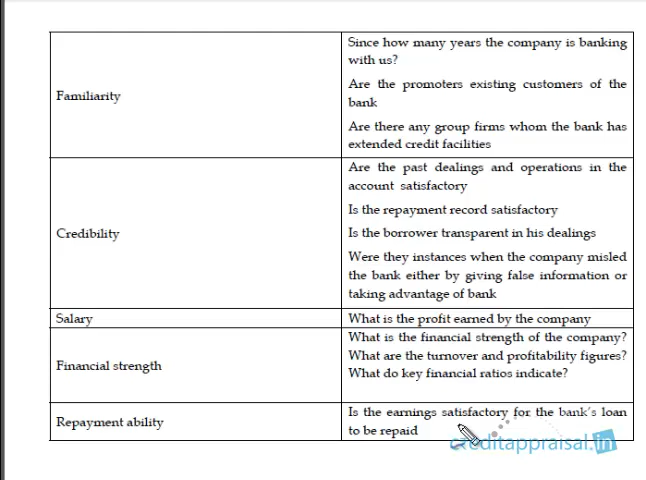 Familiarity
Since how many years the company is banking
with us?
Are the promoters existing customers of the
bank
Are there any group firms whom the bank has
extended credit facilities
Credibility
Are the past dealings and operations in the
account satisfactory
Is the repayment record satisfactory
Is the borrower transparent in his dealings
Were they instances when the company misled
the bank either by giving false information or
taking advantage of bank
Salary
What is the profit earned by the company
Financial strength
What is the financial strength of the company?
What are the turnover and profitability figures?
What do key financial ratios indicate?
Repayment ability
Is the earnings satisfactory for the bank's loan
to be repaid
creditappraisal.in